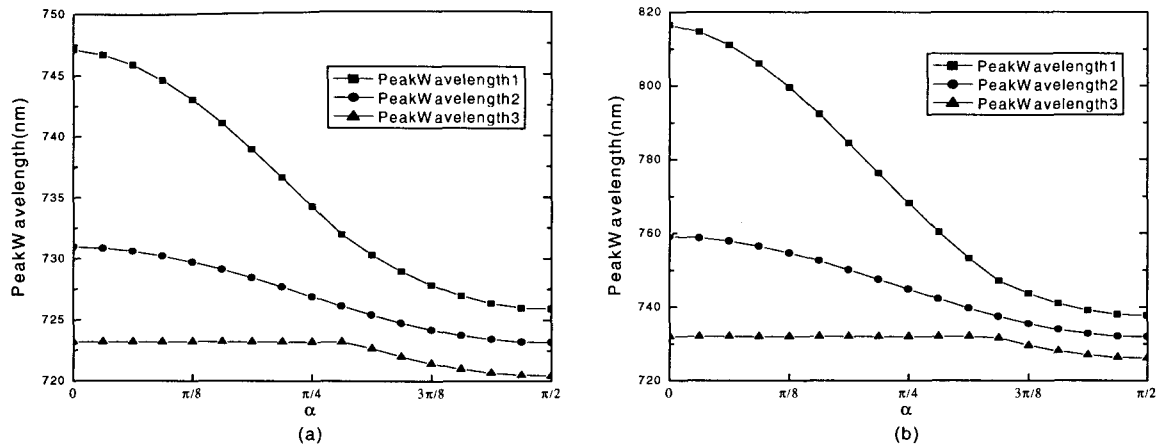 750
745
740
735
730
725
720
PeakWavelength(nm)
PeakWavelength1
PeakWavelength2
PeakWavelength3
0
π/8
π/4
3π/8
π/2
α
(a)
820
800
780
760
740
720
PeakWavelength(nm)
PeakWavelength1
PeakWavelength2
PeakWavelength3
0
π/8
π/4
3π/8
π/2
α
(b)